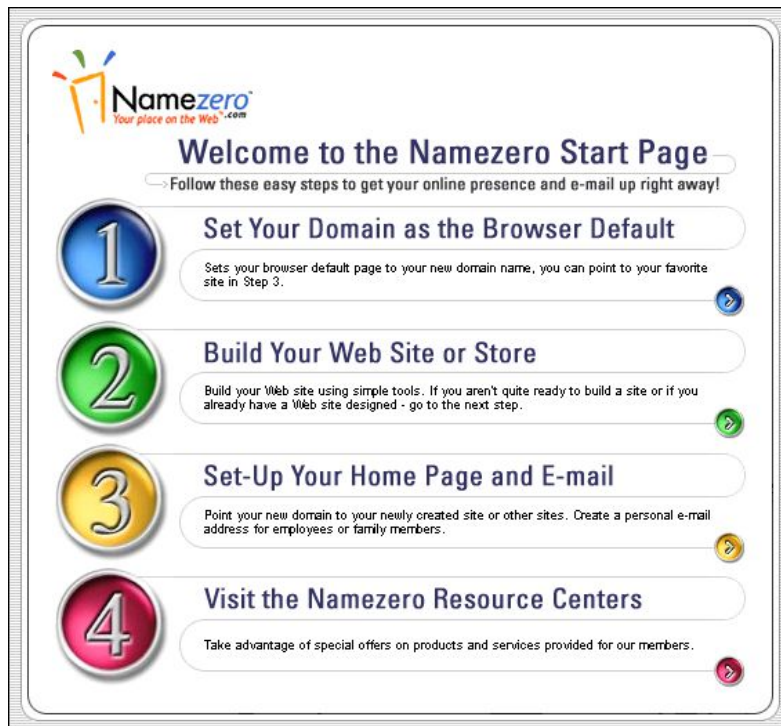 Namezero™
Your place on the Web™.com
Welcome to the Namezero Start Page
Follow these easy steps to get your online presence and e-mail up right away!
1
Set Your Domain as the Browser Default
Sets your browser default page to your new domain name, you can point to your favorite
site in Step 3.
2
Build Your Web Site or Store
Build your Web site using simple tools. If you aren't quite ready to build a site or if you
already have a Web site designed - go to the next step.
3
Set-Up Your Home Page and E-mail
Point your new domain to your newly created site or other sites. Create a personal e-mail
address for employees or family members.
4
Visit the Namezero Resource Centers
Take advantage of special offers on products and services provided for our members.